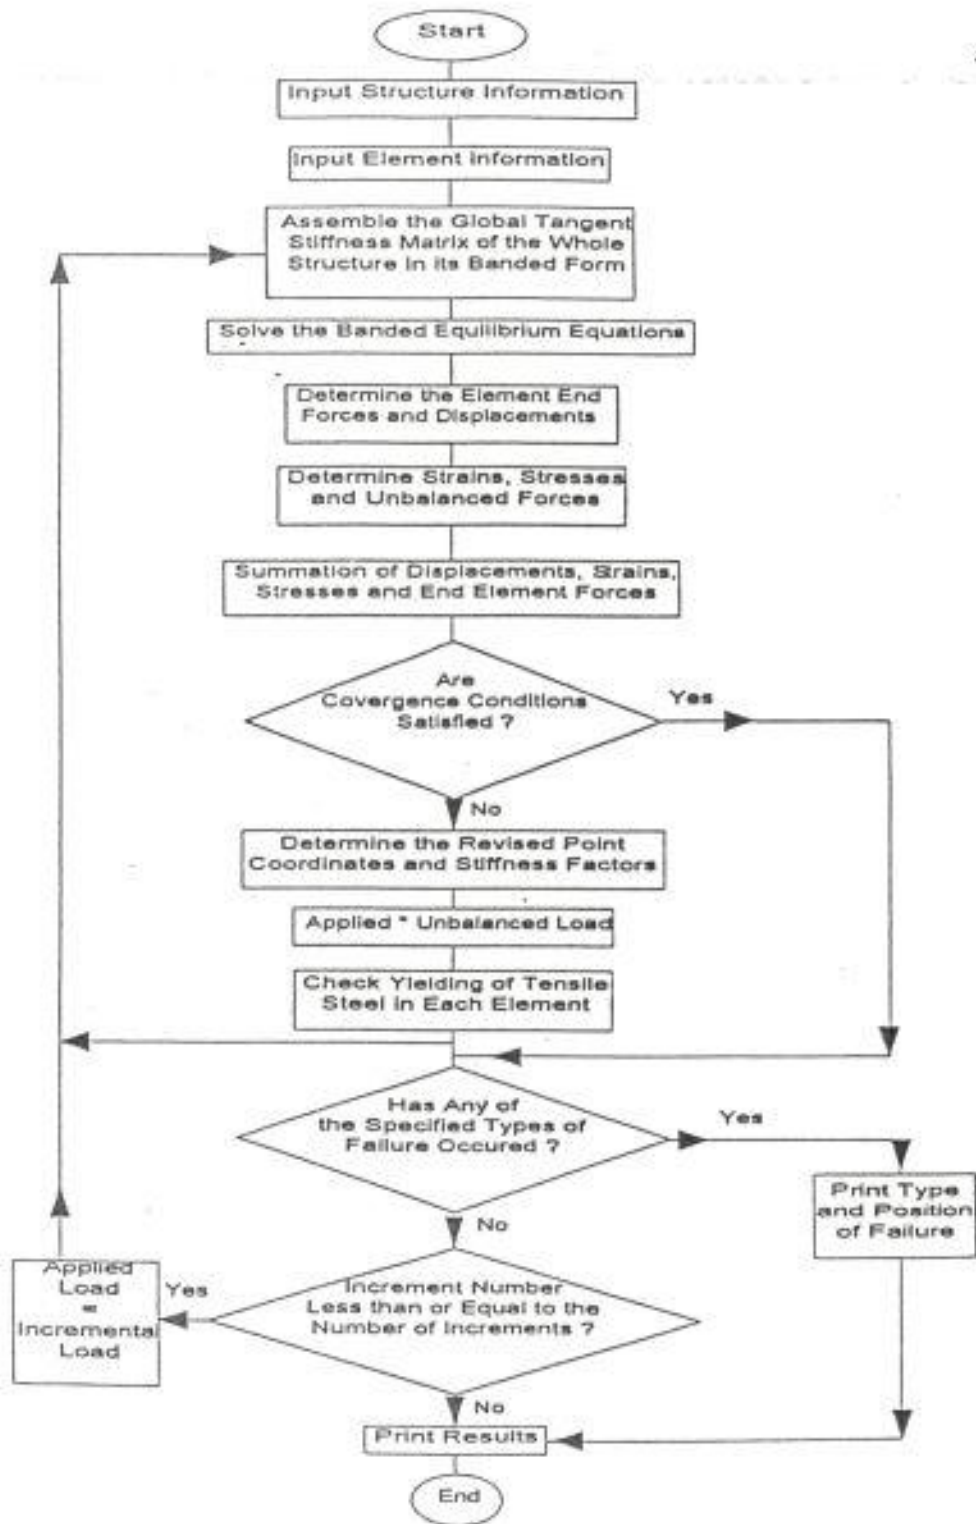 Start
Input Structure Information
Input Element Information
Assemble the Global Tangent
Stiffness Matrix of the Whole
Structure In its Banded Form
Solve the Banded Equilibrium Equations
Determine the Element End
Forces and Displacements
Determine Strains, Stresses
and Unbalanced Forces
Summation of Displacements, Strains,
Stresses and End Element Forces
Are
Covergence Conditions
Satisfied ?
Yes
No
Determine the Revised Point
Coordinates and Stiffness Factors
Applied = Unbalanced Load
Check Yielding of Tensile
Steel in Each Element
Has Any of
the Specified Types of
Failure Occured ?
Yes
Print Type
and Position
of Failure
No
Increment Number
Less than or Equal to the
Number of Increments ?
Yes
Applied
Load
=
Incremental
Load
No
Print Results
End